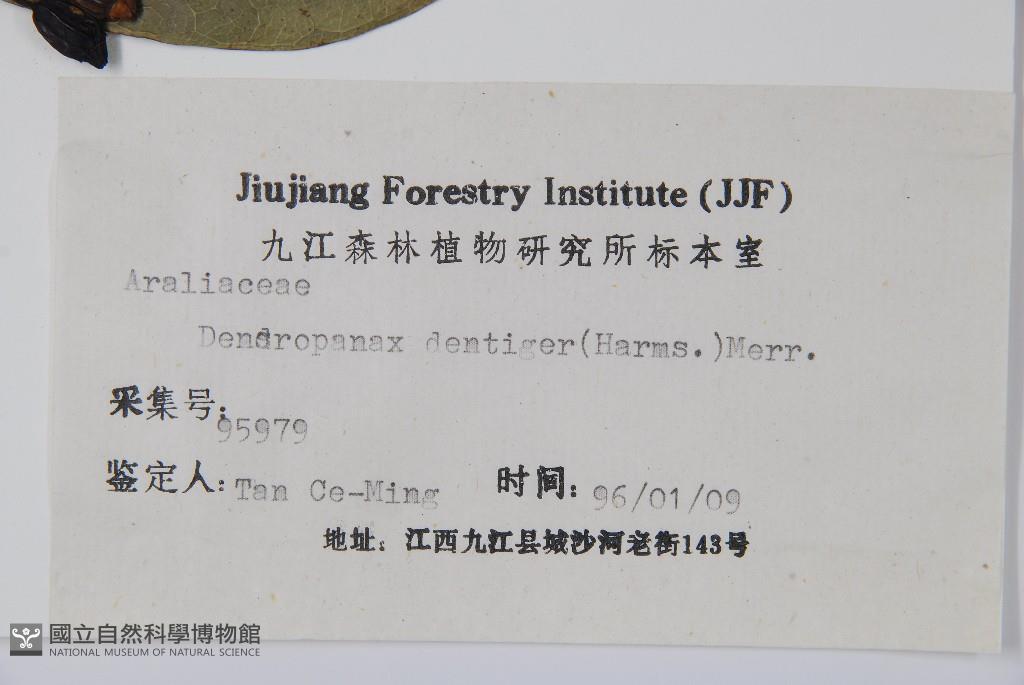 Jiujiang Forestry Institute (JJF)
九江森林植物研究所标本室
Araliaceae
Dendropanax dentiger(Harms.)Merr.
采集号:
95979
鉴定人: Tan Ce-Ming 时间: 96/01/09
地址: 江西九江县城沙河老街143号
國立自然科學博物館
NATIONAL MUSEUM OF NATURAL SCIENCE